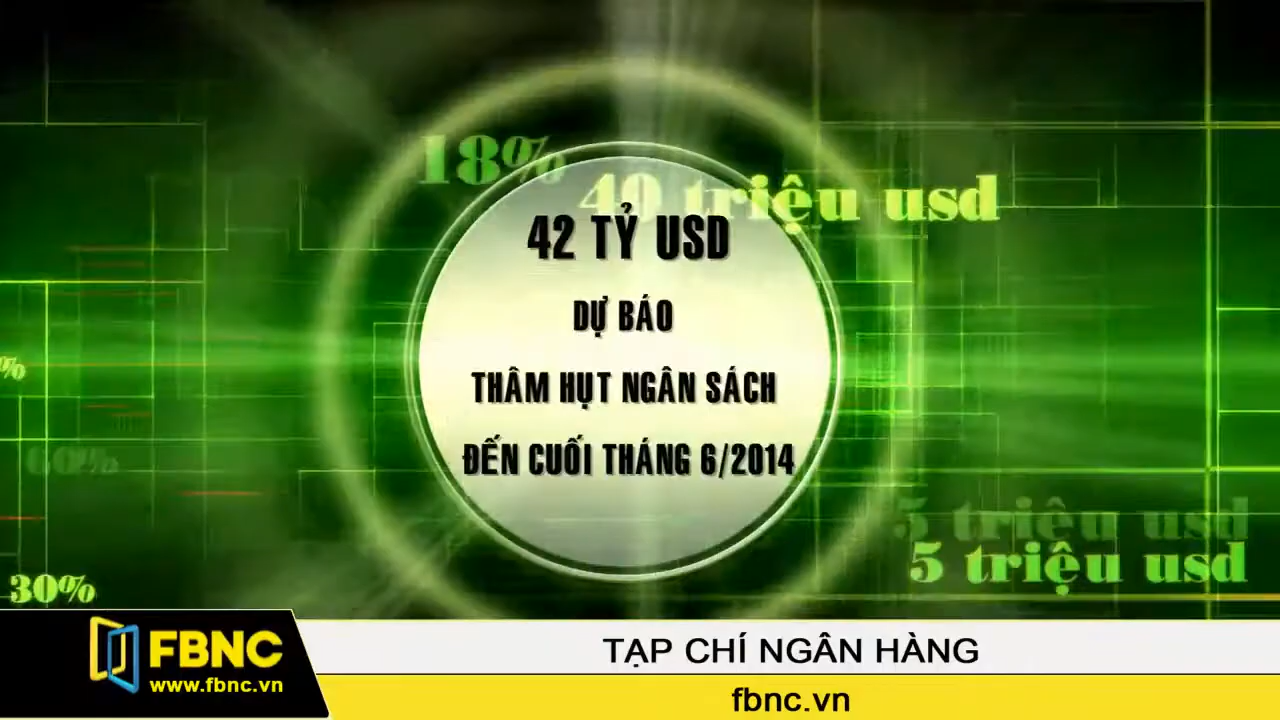 18%
49 triệu usd
42 TỶ USD
DỰ BÁO
THÂM HỤT NGÂN SÁCH
ĐẾN CUỐI THÁNG 6/2014
60%
5 triệu usd
5 triệu usd
30%
FBNC
www.fbnc.vn
TẠP CHÍ NGÂN HÀNG
fbnc.vn